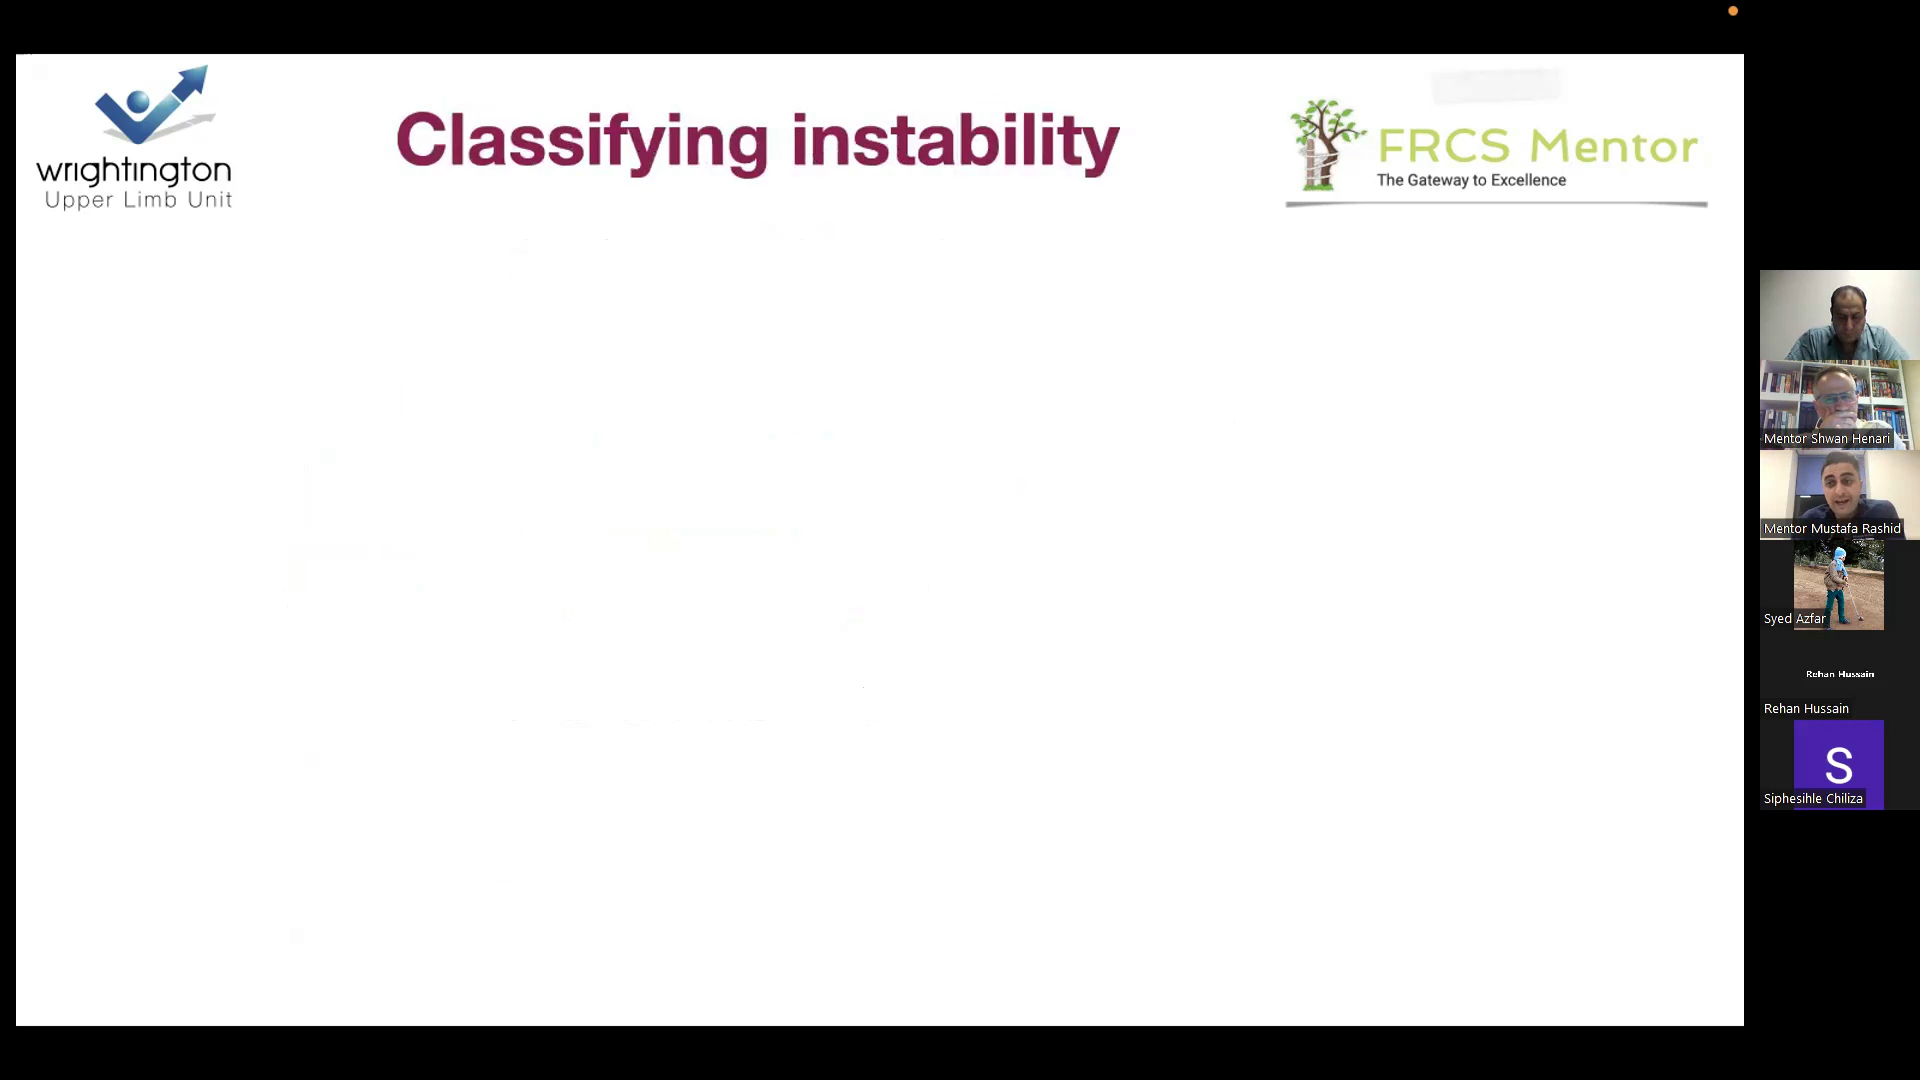 wrightington
Upper Limb Unit
Classifying instability
FRCS Mentor
The Gateway to Excellence
Mentor Shwan Henari
Mentor Mustafa Rashid
Syed Azfar
Rehan Hussain
Rehan Hussain
S
Siphesihle Chiliza